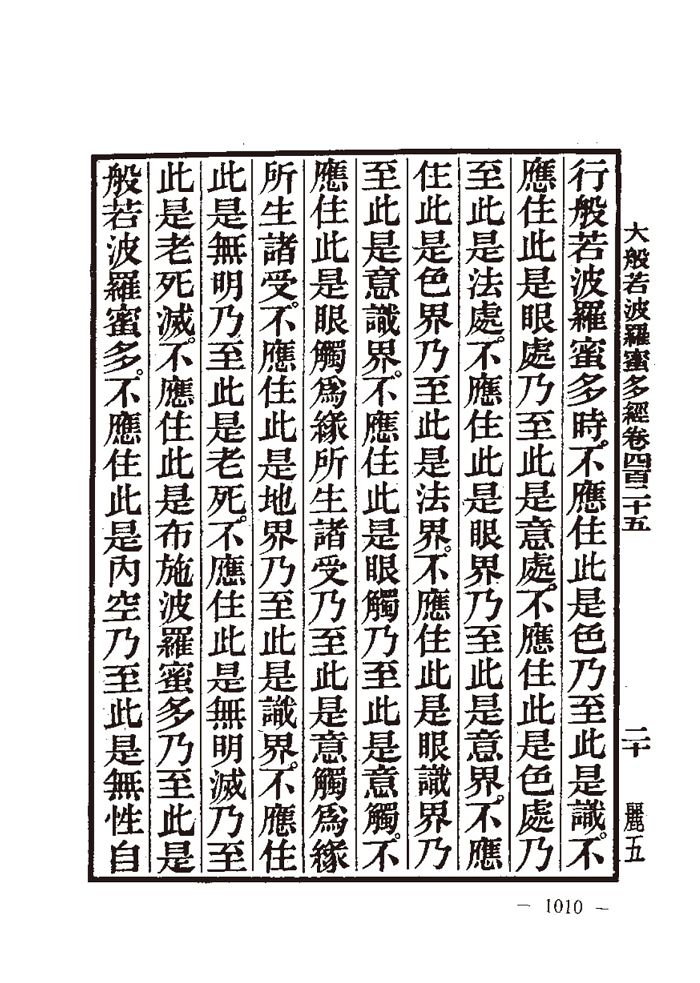 大般若波羅蜜多經卷四百二十五
二十
麗五
行般若波羅蜜多時。不應住此是色乃至此是識。不
應住此是眼處乃至此是意處。不應住此是色處乃
至此是法處。不應住此是眼界乃至此是意界。不應
住此是色界乃至此是法界。不應住此是眼識界乃
至此是意識界。不應住此是眼觸乃至此是意觸。不
應住此是眼觸爲緣所生諸受乃至此是意觸爲緣
所生諸受。不應住此是地界乃至此是識界。不應住
此是無明乃至此是老死。不應住此是無明滅乃至
此是老死滅。不應住此是布施波羅蜜多乃至此是
般若波羅蜜多。不應住此是內空乃至此是無性自
— 1010 —